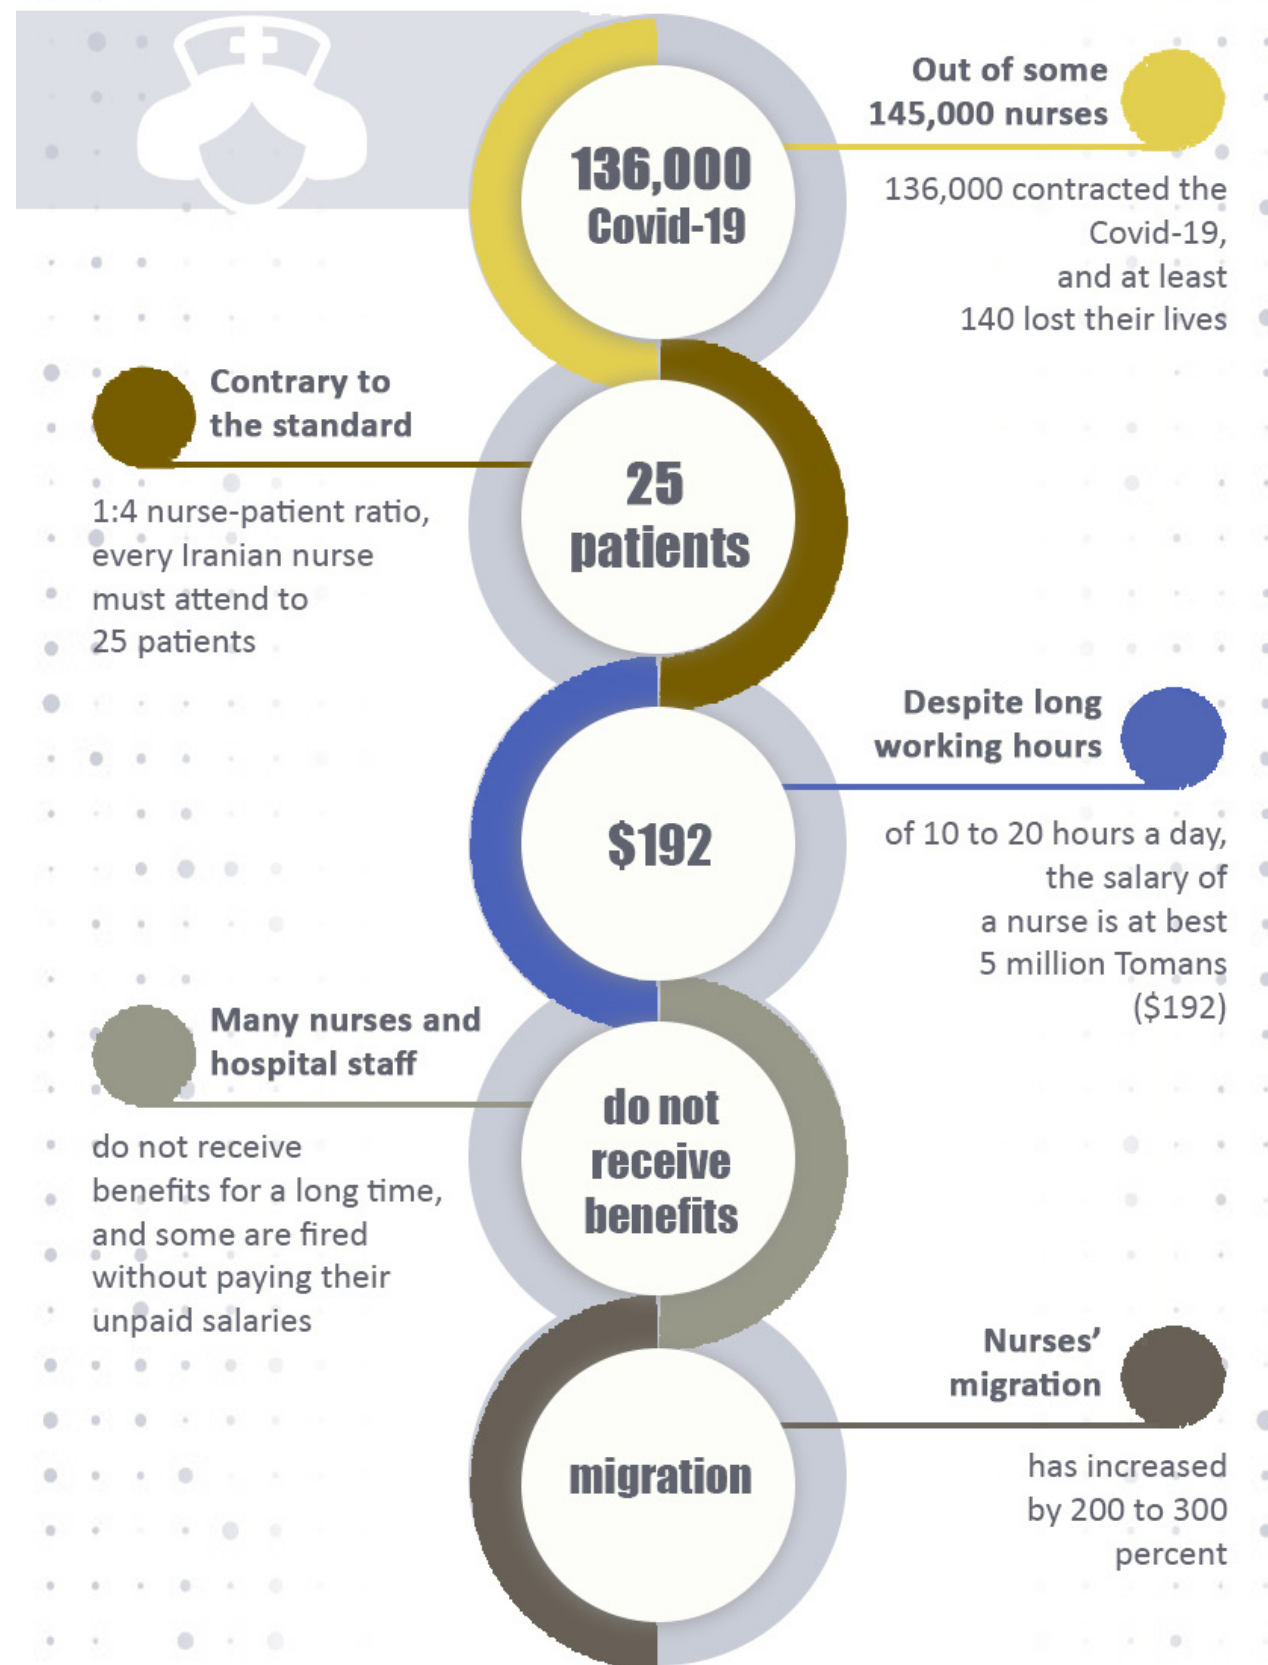 136,000
Covid-19
Out of some
145,000 nurses
136,000 contracted the
Covid-19,
and at least
140 lost their lives
Contrary to
the standard
1:4 nurse-patient ratio,
every Iranian nurse
must attend to
25 patients
25
patients
$192
Despite long
working hours
of 10 to 20 hours a day,
the salary of
a nurse is at best
5 million Tomans
($192)
Many nurses and
hospital staff
do not receive
benefits for a long time,
and some are fired
without paying their
unpaid salaries
do not
receive
benefits
migration
Nurses’
migration
has increased
by 200 to 300
percent